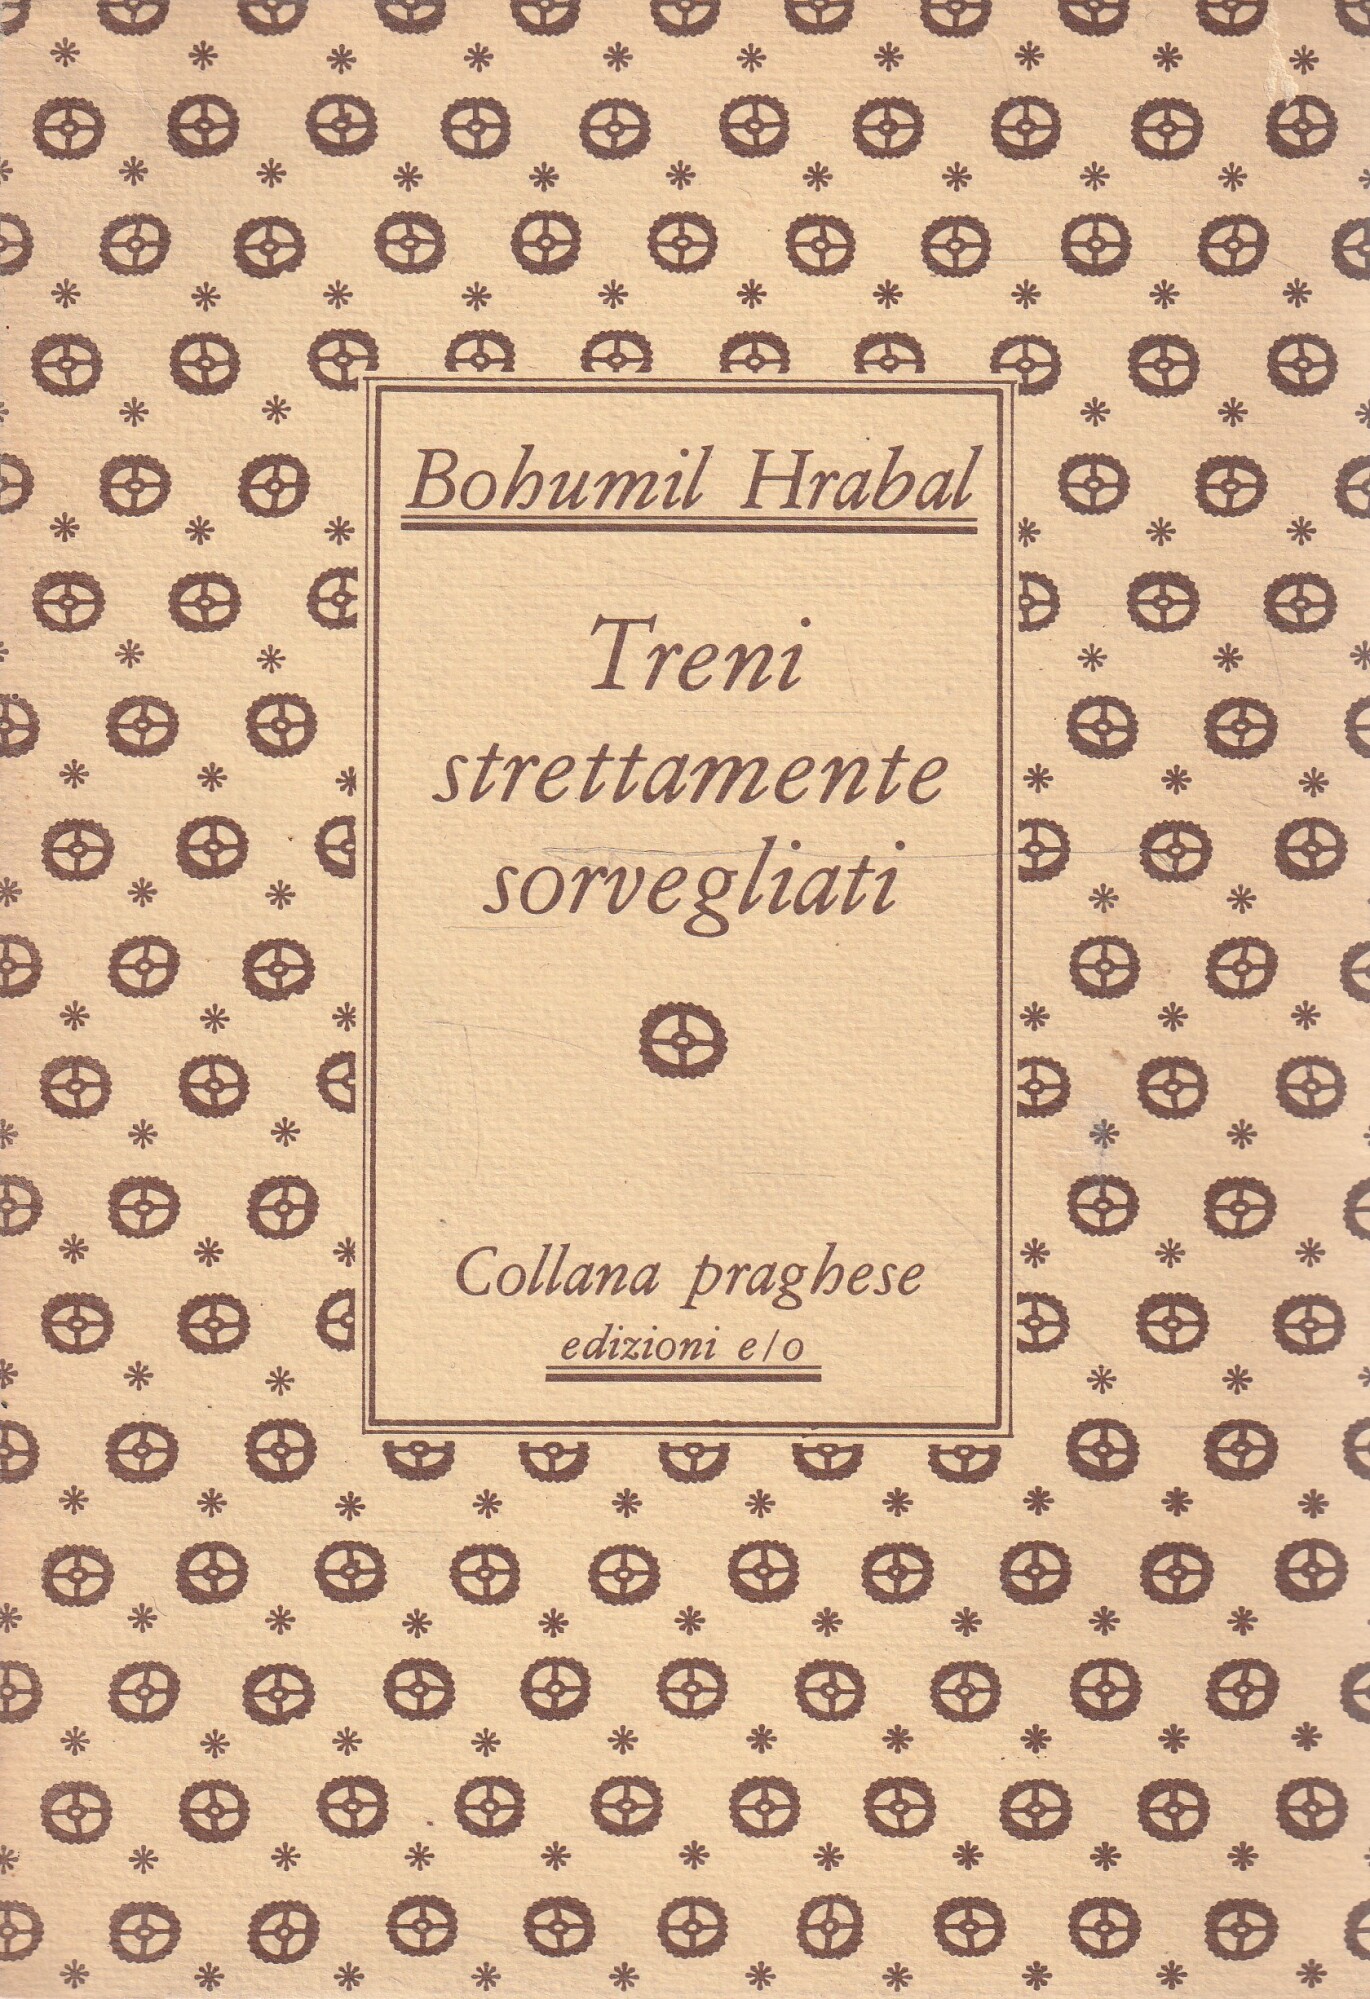 Bohumil Hrabal
Treni
strettamente
sorvegliati
Collana praghese
edizioni e/o